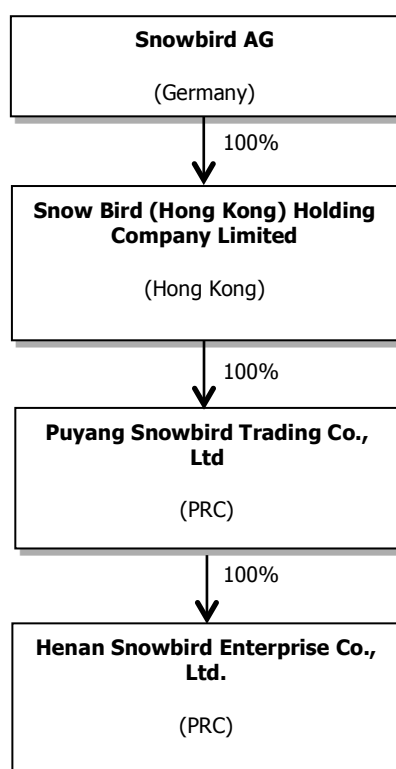 Snowbird AG
(Germany)
100%
Snow Bird (Hong Kong) Holding
Company Limited
(Hong Kong)
100%
Puyang Snowbird Trading Co.,
Ltd
(PRC)
100%
Henan Snowbird Enterprise Co.,
Ltd.
(PRC)